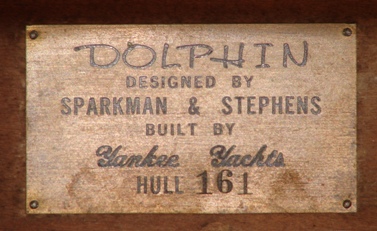 DOLPHIN
DESIGNED BY
SPARKMAN & STEPHENS
BUILT BY
Yankee Yachts
HULL 161